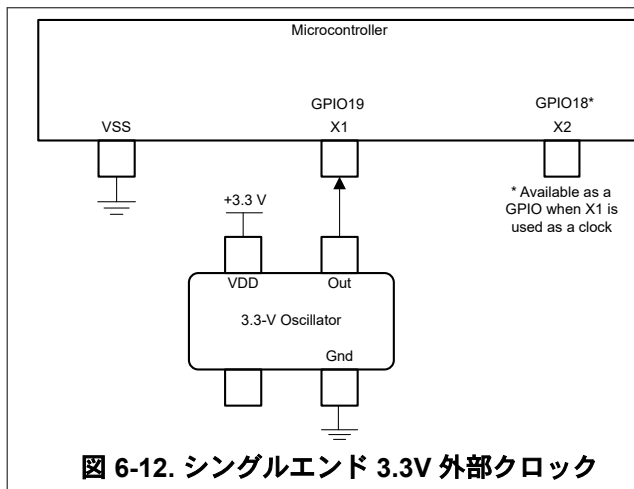 Microcontroller
GPIO19
GPIO18*
VSS
X1
X2
* Available as a
GPIO when X1 is
used as a clock
+3.3 V
VDD
Out
3.3-V Oscillator
Gnd
図 6-12. シングルエンド 3.3V 外部クロック